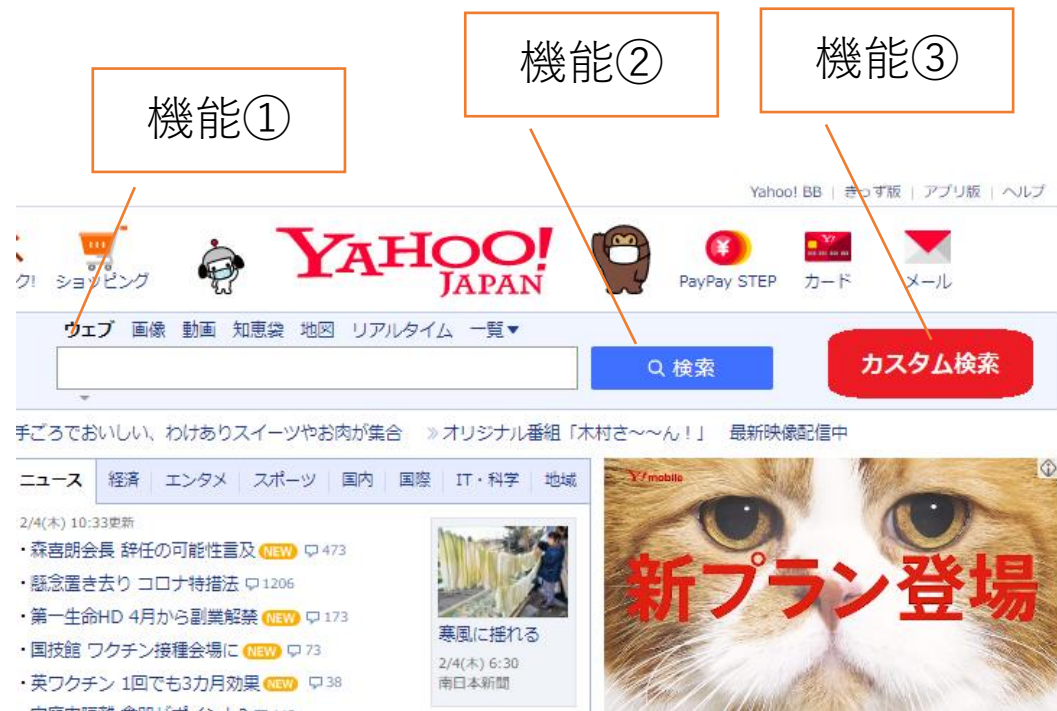 機能①
機能②
機能③
Yahoo! BB | きっず版 | アプリ版 | ヘルプ
ク! ショッピング
YAHOO!
JAPAN
PayPay STEP カード メール
ウェブ 画像 動画 知恵袋 地図 リアルタイム 一覧▼
検索
カスタム検索
手ごろでおいしい、わけありスイーツやお肉が集合 »オリジナル番組「木村さ~~ん!」 最新映像配信中
ニュース 経済 エンタメ スポーツ 国内 国際 IT・科学 地域
2/4(木) 10:33更新
・森喜朗会長 辞任の可能性言及 NEW 473
・懸念置き去り コロナ特措法 1206
・第一生命HD 4月から副業解禁 NEW 173
・国技館 ワクチン接種会場に NEW 73
・英ワクチン 1回でも3カ月効果 NEW 38
寒風に揺れる
2/4(木) 6:30
南日本新聞
Y!mobile
新プラン登場